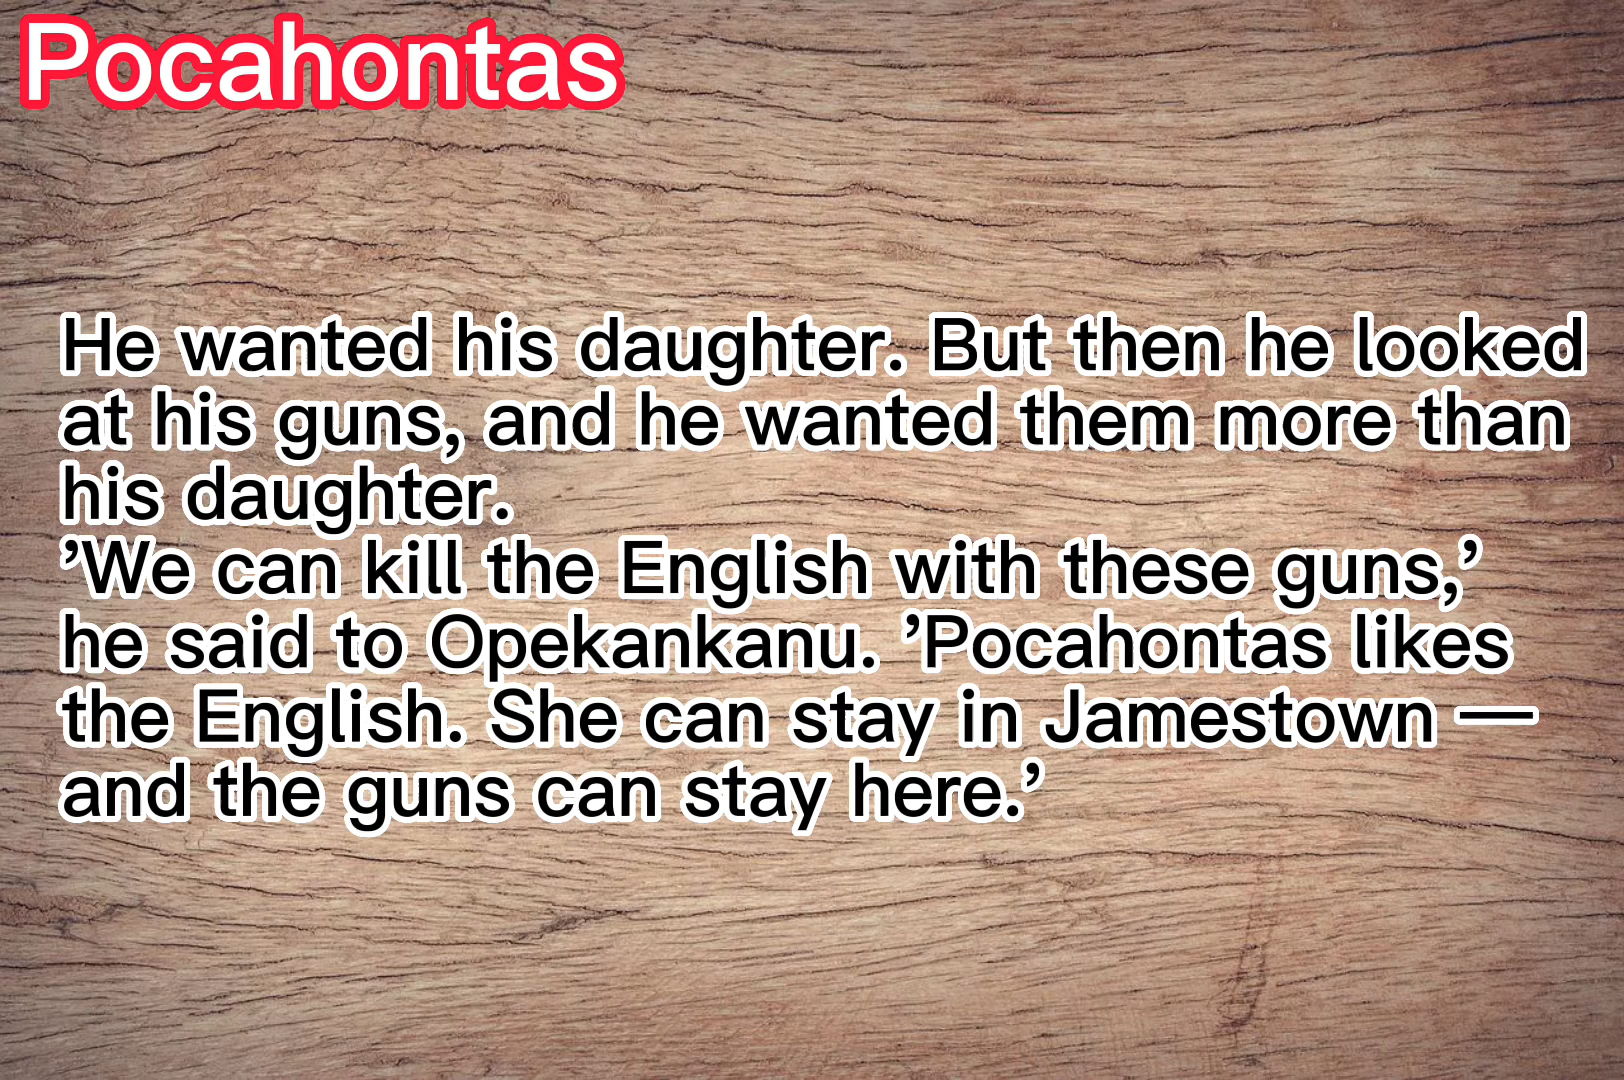 Pocahontas
He wanted his daughter. But then he looked
at his guns, and he wanted them more than
his daughter.
’We can kill the English with these guns,’
he said to Opekankanu. ’Pocahontas likes
the English. She can stay in Jamestown —
and the guns can stay here.’